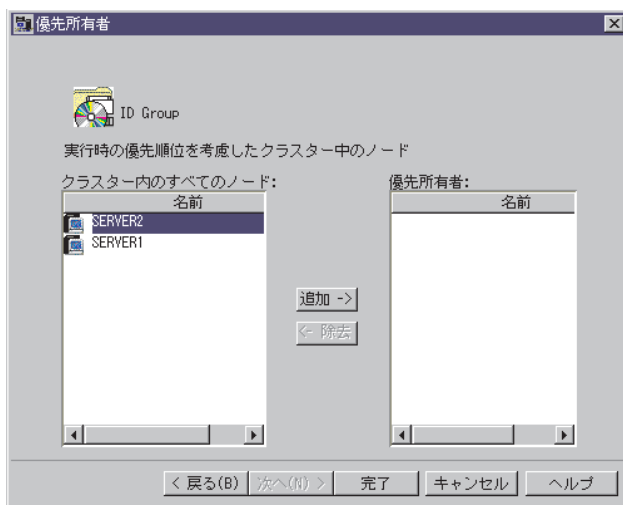 優先所有者
ID Group
実行時の優先順位を考慮したクラスター中のノード
クラスター内のすべてのノード: 優先所有者:
名前 名前
SERVER2
SERVER1
追加 ->
<- 除去
< 戻る(B) 次へ(N) > 完了 キャンセル ヘルプ